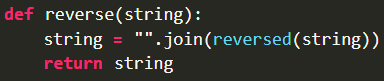 def reverse(string):
    string = "".join(reversed(string))
    return string